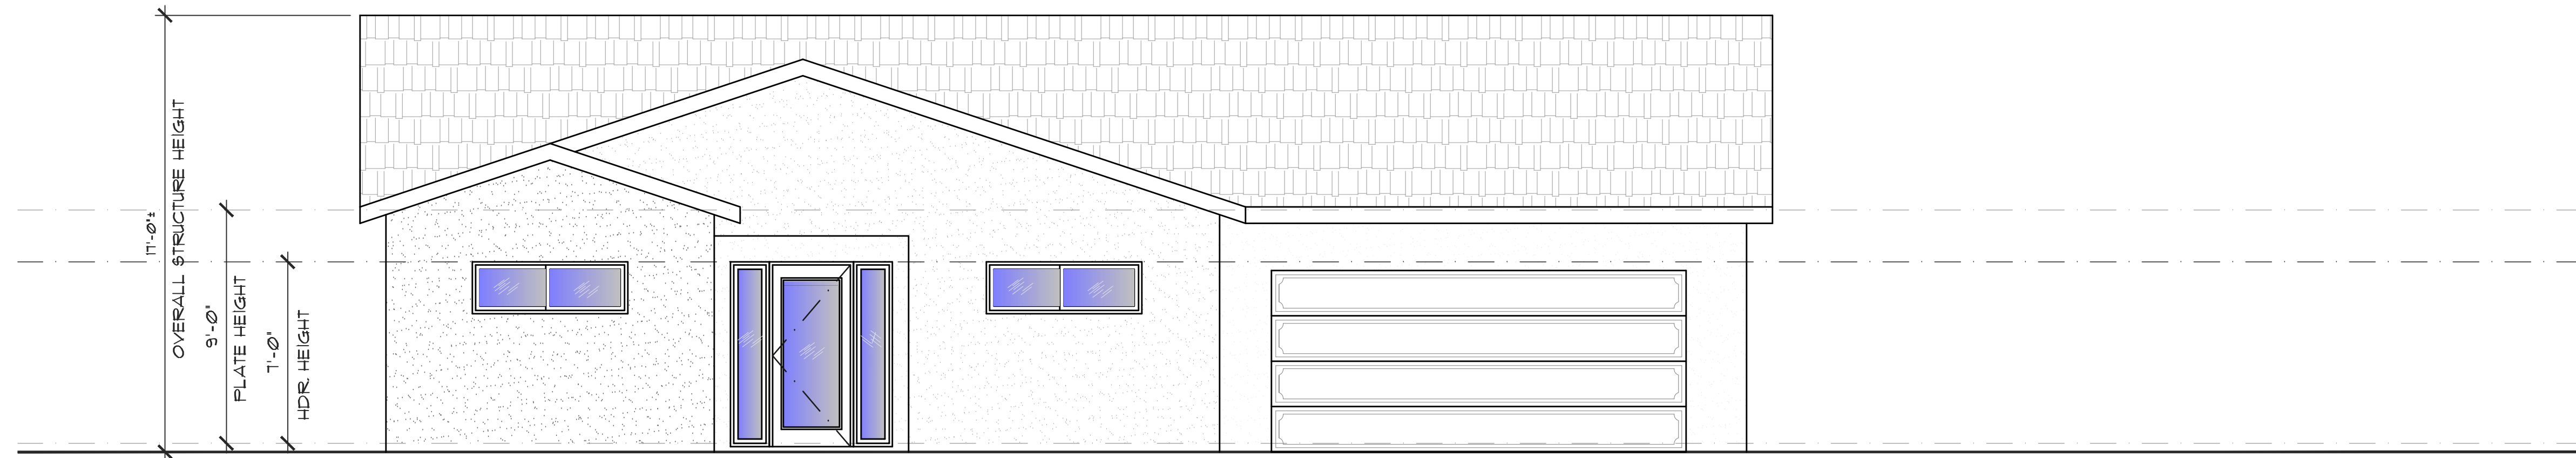 17'-0"±
OVERALL STRUCTURE HEIGHT
9'-0"
PLATE HEIGHT
7'-0"
HDR. HEIGHT